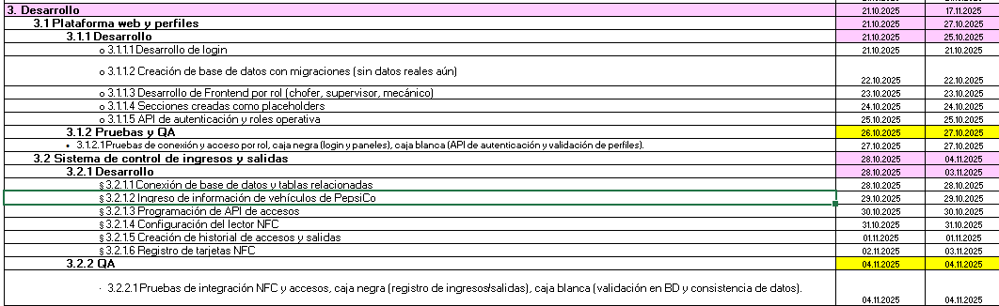 3. Desarrollo 21.10.2025 17.11.2025
3.1 Plataforma web y perfiles 21.10.2025 27.10.2025
3.1.1 Desarrollo 21.10.2025 25.10.2025
o 3.1.1.1 Desarrollo de login 21.10.2025 21.10.2025
o 3.1.1.2 Creación de base de datos con migraciones (sin datos reales aún) 22.10.2025 22.10.2025
o 3.1.1.3 Desarrollo de Frontend por rol (chofer, supervisor, mecánico) 23.10.2025 23.10.2025
o 3.1.1.4 Secciones creadas como placeholders 24.10.2025 24.10.2025
o 3.1.1.5 API de autenticación y roles operativa 25.10.2025 25.10.2025
3.1.2 Pruebas y QA 26.10.2025 27.10.2025
• 3.1.2.1 Pruebas de conexión y acceso por rol, caja negra (login y paneles), caja blanca (API de autenticación y validación de perfiles). 27.10.2025 27.10.2025
3.2 Sistema de control de ingresos y salidas 28.10.2025 04.11.2025
3.2.1 Desarrollo 28.10.2025 03.11.2025
§ 3.2.1.1 Conexión de base de datos y tablas relacionadas 28.10.2025 28.10.2025
§ 3.2.1.2 Ingreso de información de vehículos de PepsiCo 29.10.2025 29.10.2025
§ 3.2.1.3 Programación de API de accesos 30.10.2025 30.10.2025
§ 3.2.1.4 Configuración del lector NFC 31.10.2025 31.10.2025
§ 3.2.1.5 Creación de historial de accesos y salidas 01.11.2025 01.11.2025
§ 3.2.1.6 Registro de tarjetas NFC 02.11.2025 03.11.2025
3.2.2 QA 04.11.2025 04.11.2025
· 3.2.2.1 Pruebas de integración NFC y accesos, caja negra (registro de ingresos/salidas), caja blanca (validación en BD y consistencia de datos). 04.11.2025 04.11.2025